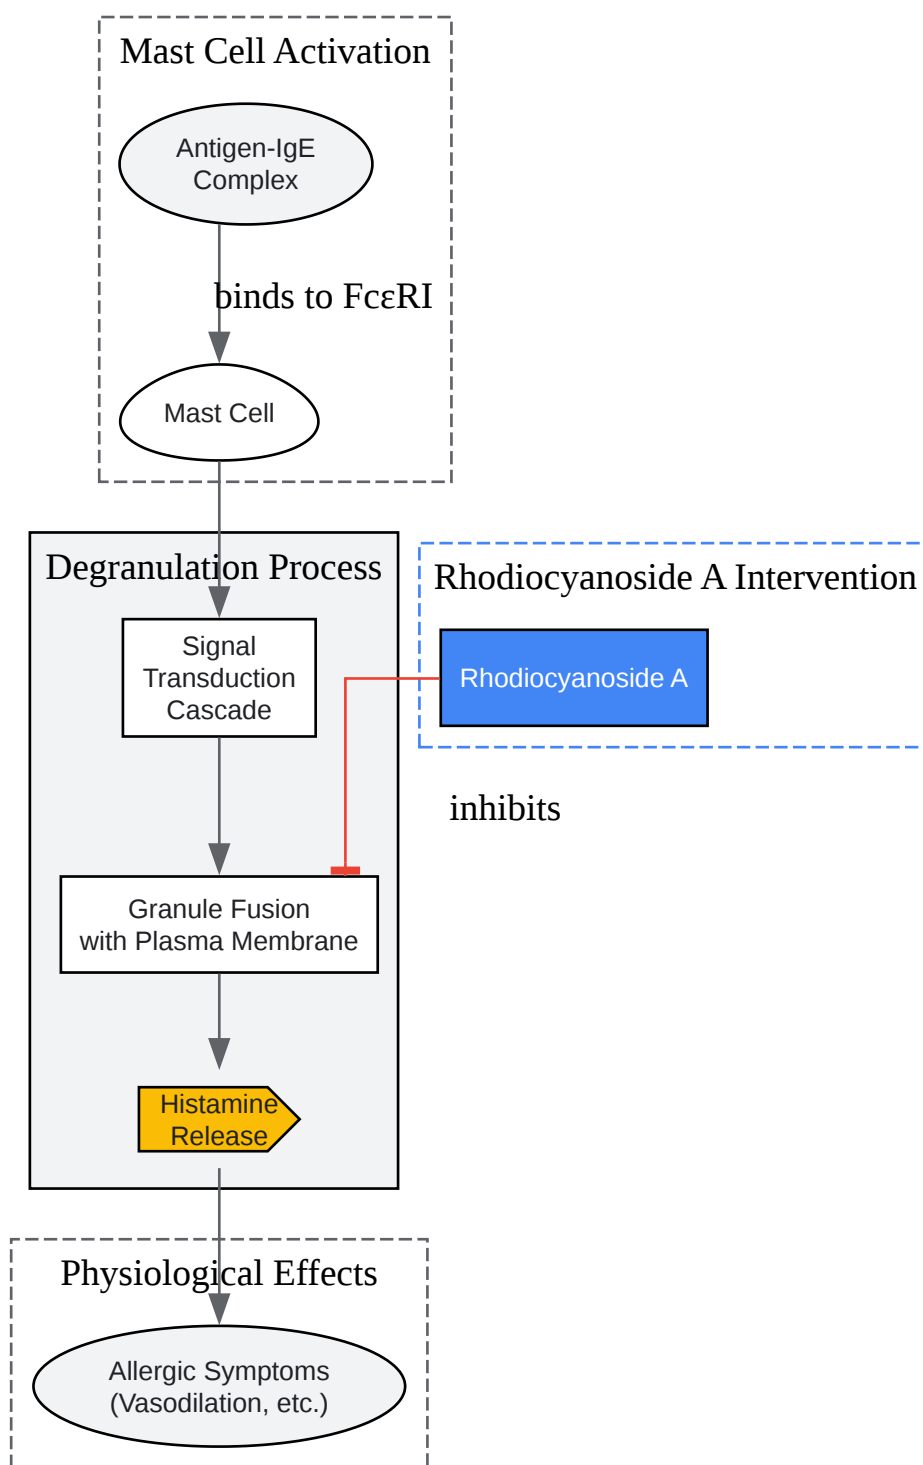 Mast Cell Activation
Antigen-IgE
Complex
binds to FcεRI
Mast Cell
Degranulation Process
Rhodiocyanoside A Intervention
Signal
Transduction
Cascade
Rhodiocyanoside A
inhibits
Granule Fusion
with Plasma Membrane
Histamine
Release
Physiological Effects
Allergic Symptoms
(Vasodilation, etc.)